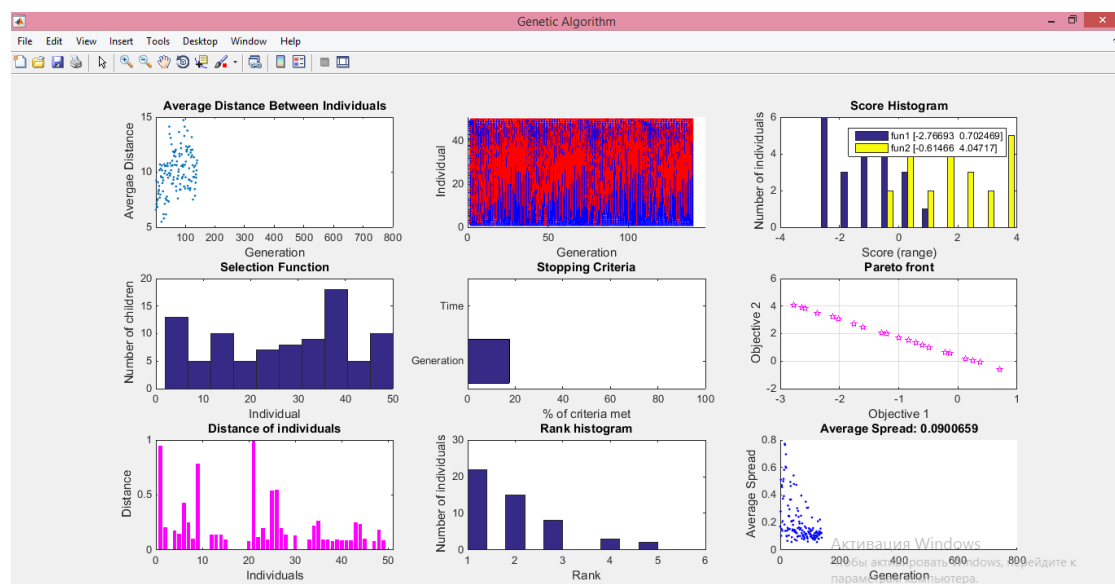 Genetic Algorithm
File Edit View Insert Tools Desktop Window Help
Average Distance Between Individuals
Avergae Distance
15
10
5
100 200 300 400 500 600 700 800
Generation
Individual
40
20
0
0 50 100
Generation
Score Histogram
Number of individuals
6
4
2
0
fun1 [-2.76693 0.702469]
fun2 [-0.61466 4.04717]
-4 -2 0 2 4
Score (range)
Selection Function
Number of children
20
15
10
5
0
0 10 20 30 40 50
Individual
Stopping Criteria
Time
Generation
0 20 40 60 80 100
% of criteria met
Pareto front
Objective 2
6
4
2
0
-2
-3 -2 -1 0 1
Objective 1
Distance of individuals
Distance
1
0.5
0
0 10 20 30 40 50
Individuals
Rank histogram
Number of individuals
30
20
10
0
1 2 3 4 5 6
Rank
Average Spread: 0.0900659
Average Spread
0.8
0.6
0.4
0.2
0
0 200 400 600 800
Generation
Активация Windows
Чтобы активировать Windows, перейдите к
параметрам компьютера.